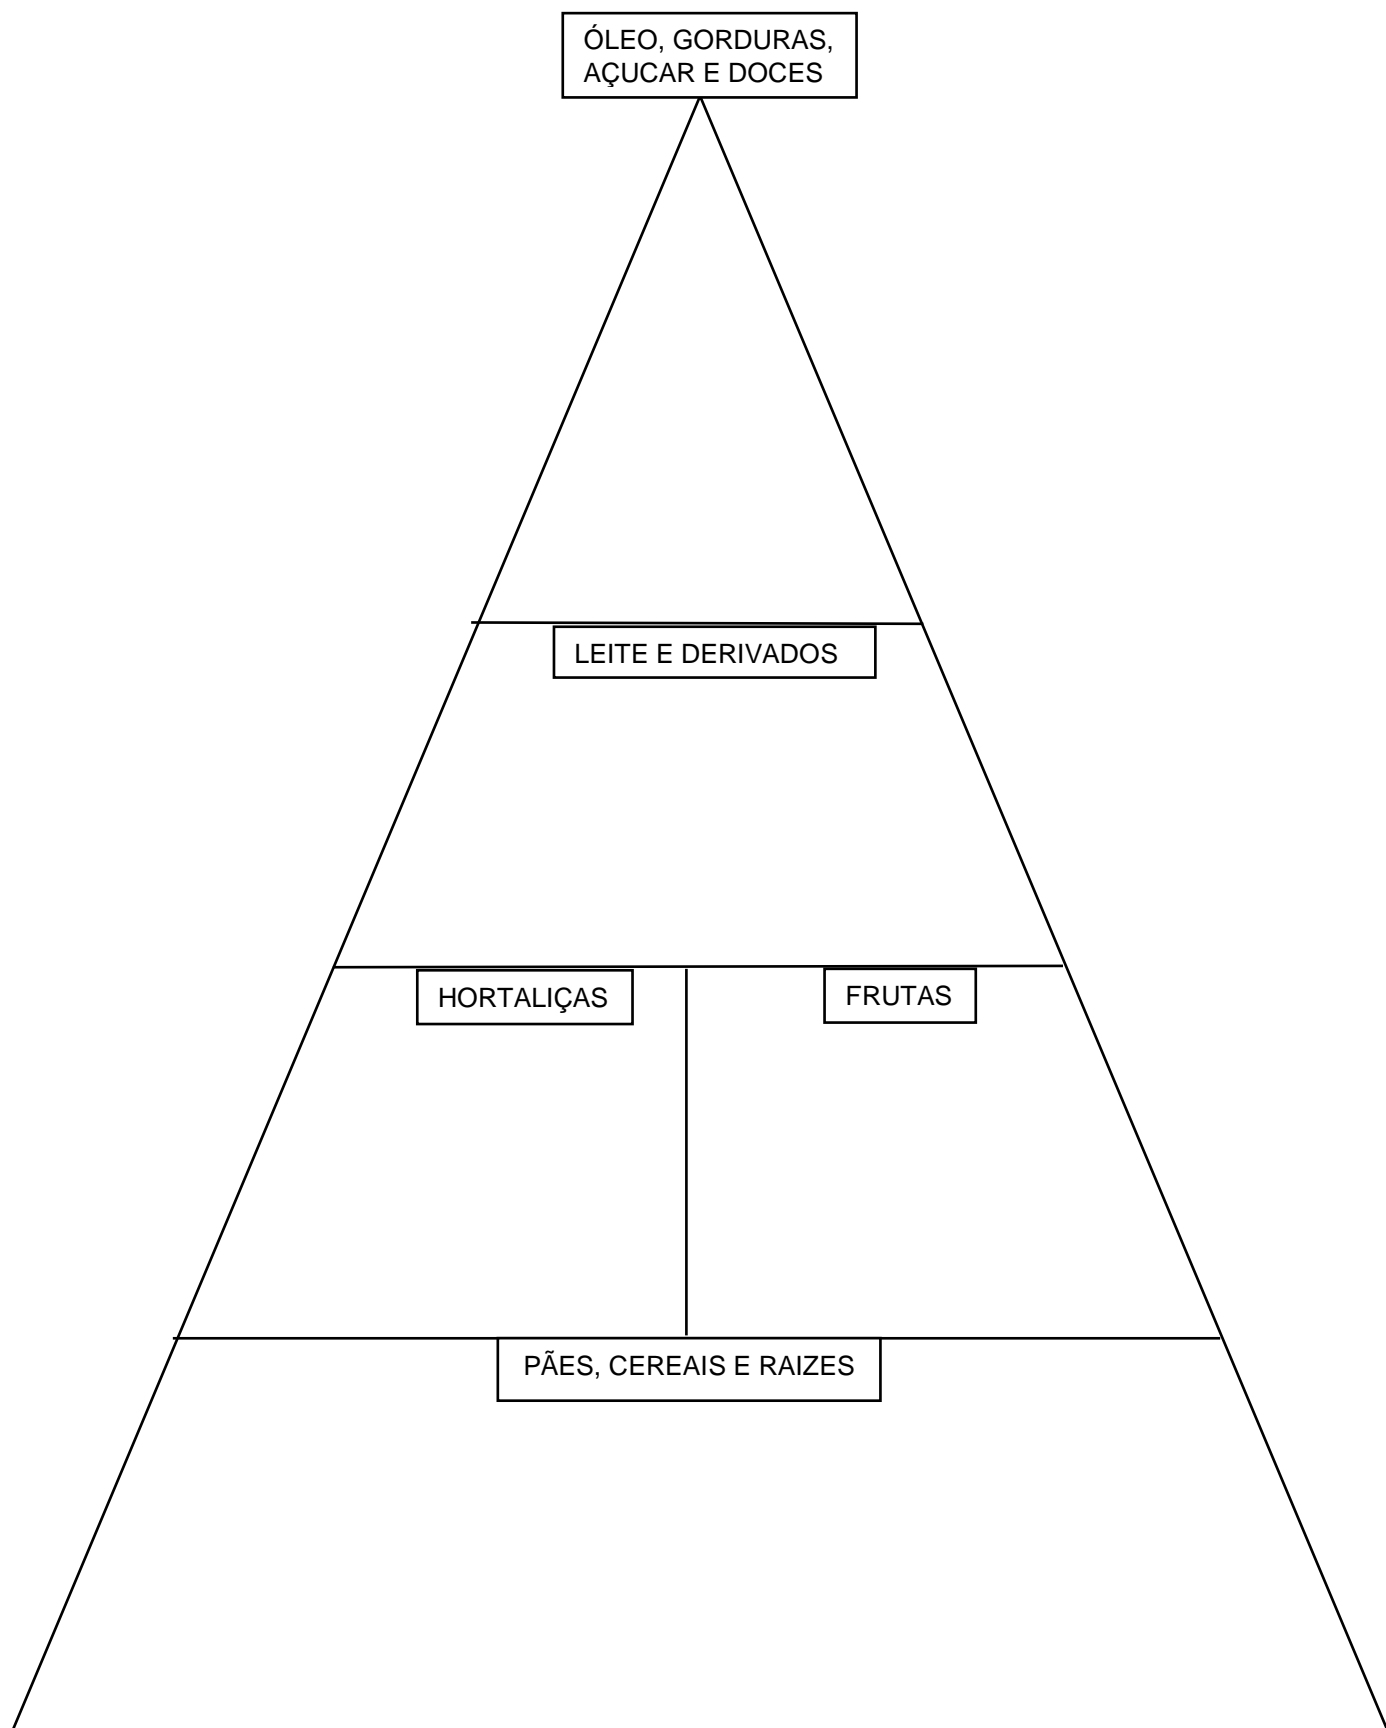 ÓLEO, GORDURAS,
AÇUCAR E DOCES
LEITE E DERIVADOS
HORTALIÇAS
FRUTAS
PÃES, CEREAIS E RAIZES